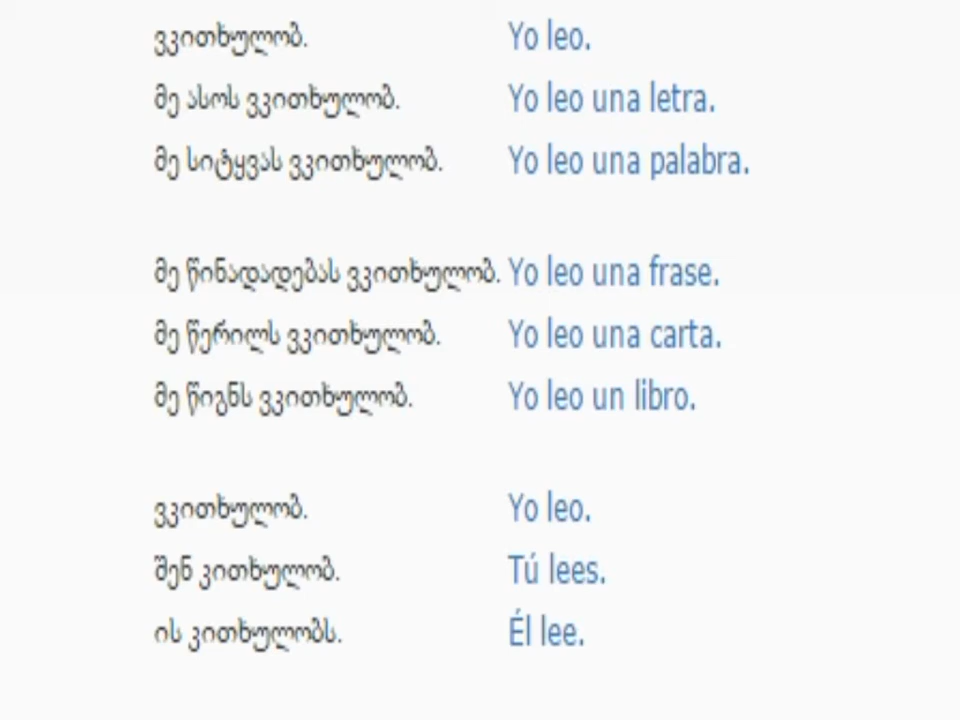 ვკითხულობ. Yo leo.
მე ასოს ვკითხულობ. Yo leo una letra.
მე სიტყვას ვკითხულობ. Yo leo una palabra.
მე წინადადებას ვკითხულობ. Yo leo una frase.
მე წერილს ვკითხულობ. Yo leo una carta.
მე წიგნს ვკითხულობ. Yo leo un libro.
ვკითხულობ. Yo leo.
შენ კითხულობ. Tú lees.
ის კითხულობს. Él lee.